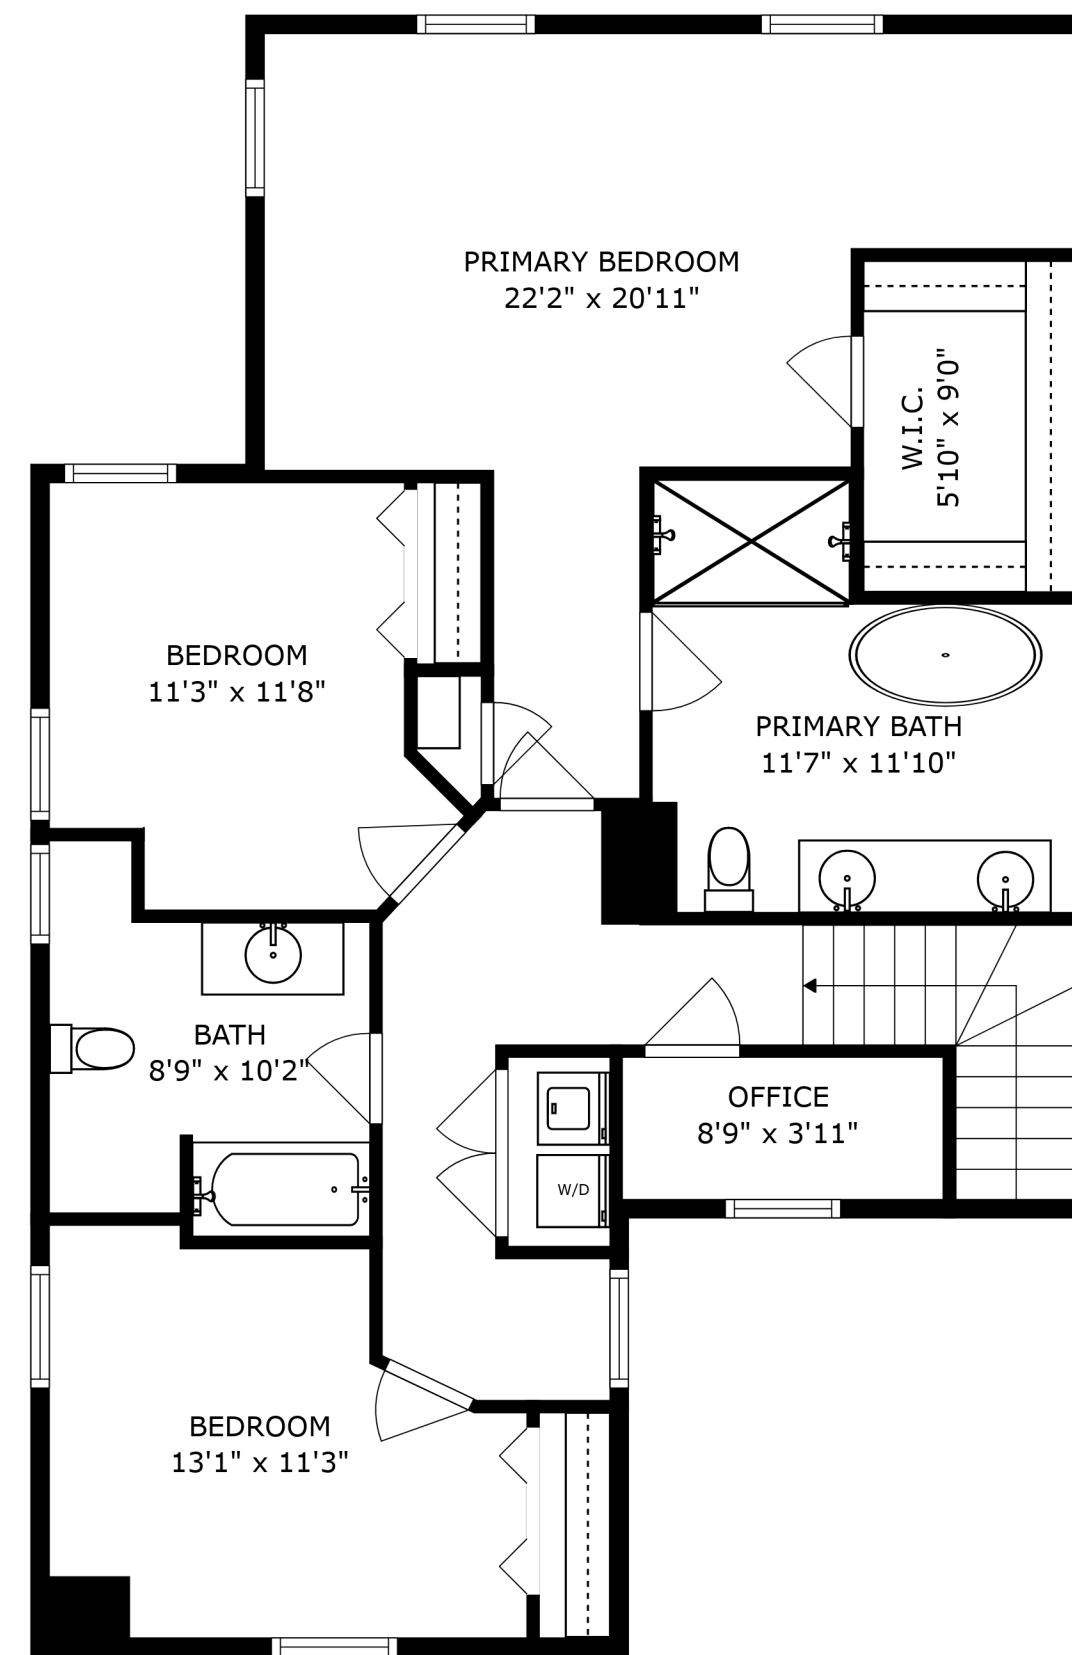 PRIMARY BEDROOM
22'2" x 20'11"
W.I.C.
5'10" x 9'0"
BEDROOM
11'3" x 11'8"
PRIMARY BATH
11'7" x 11'10"
BATH
8'9" x 10'2"
OFFICE
8'9" x 3'11"
W/D
BEDROOM
13'1" x 11'3"